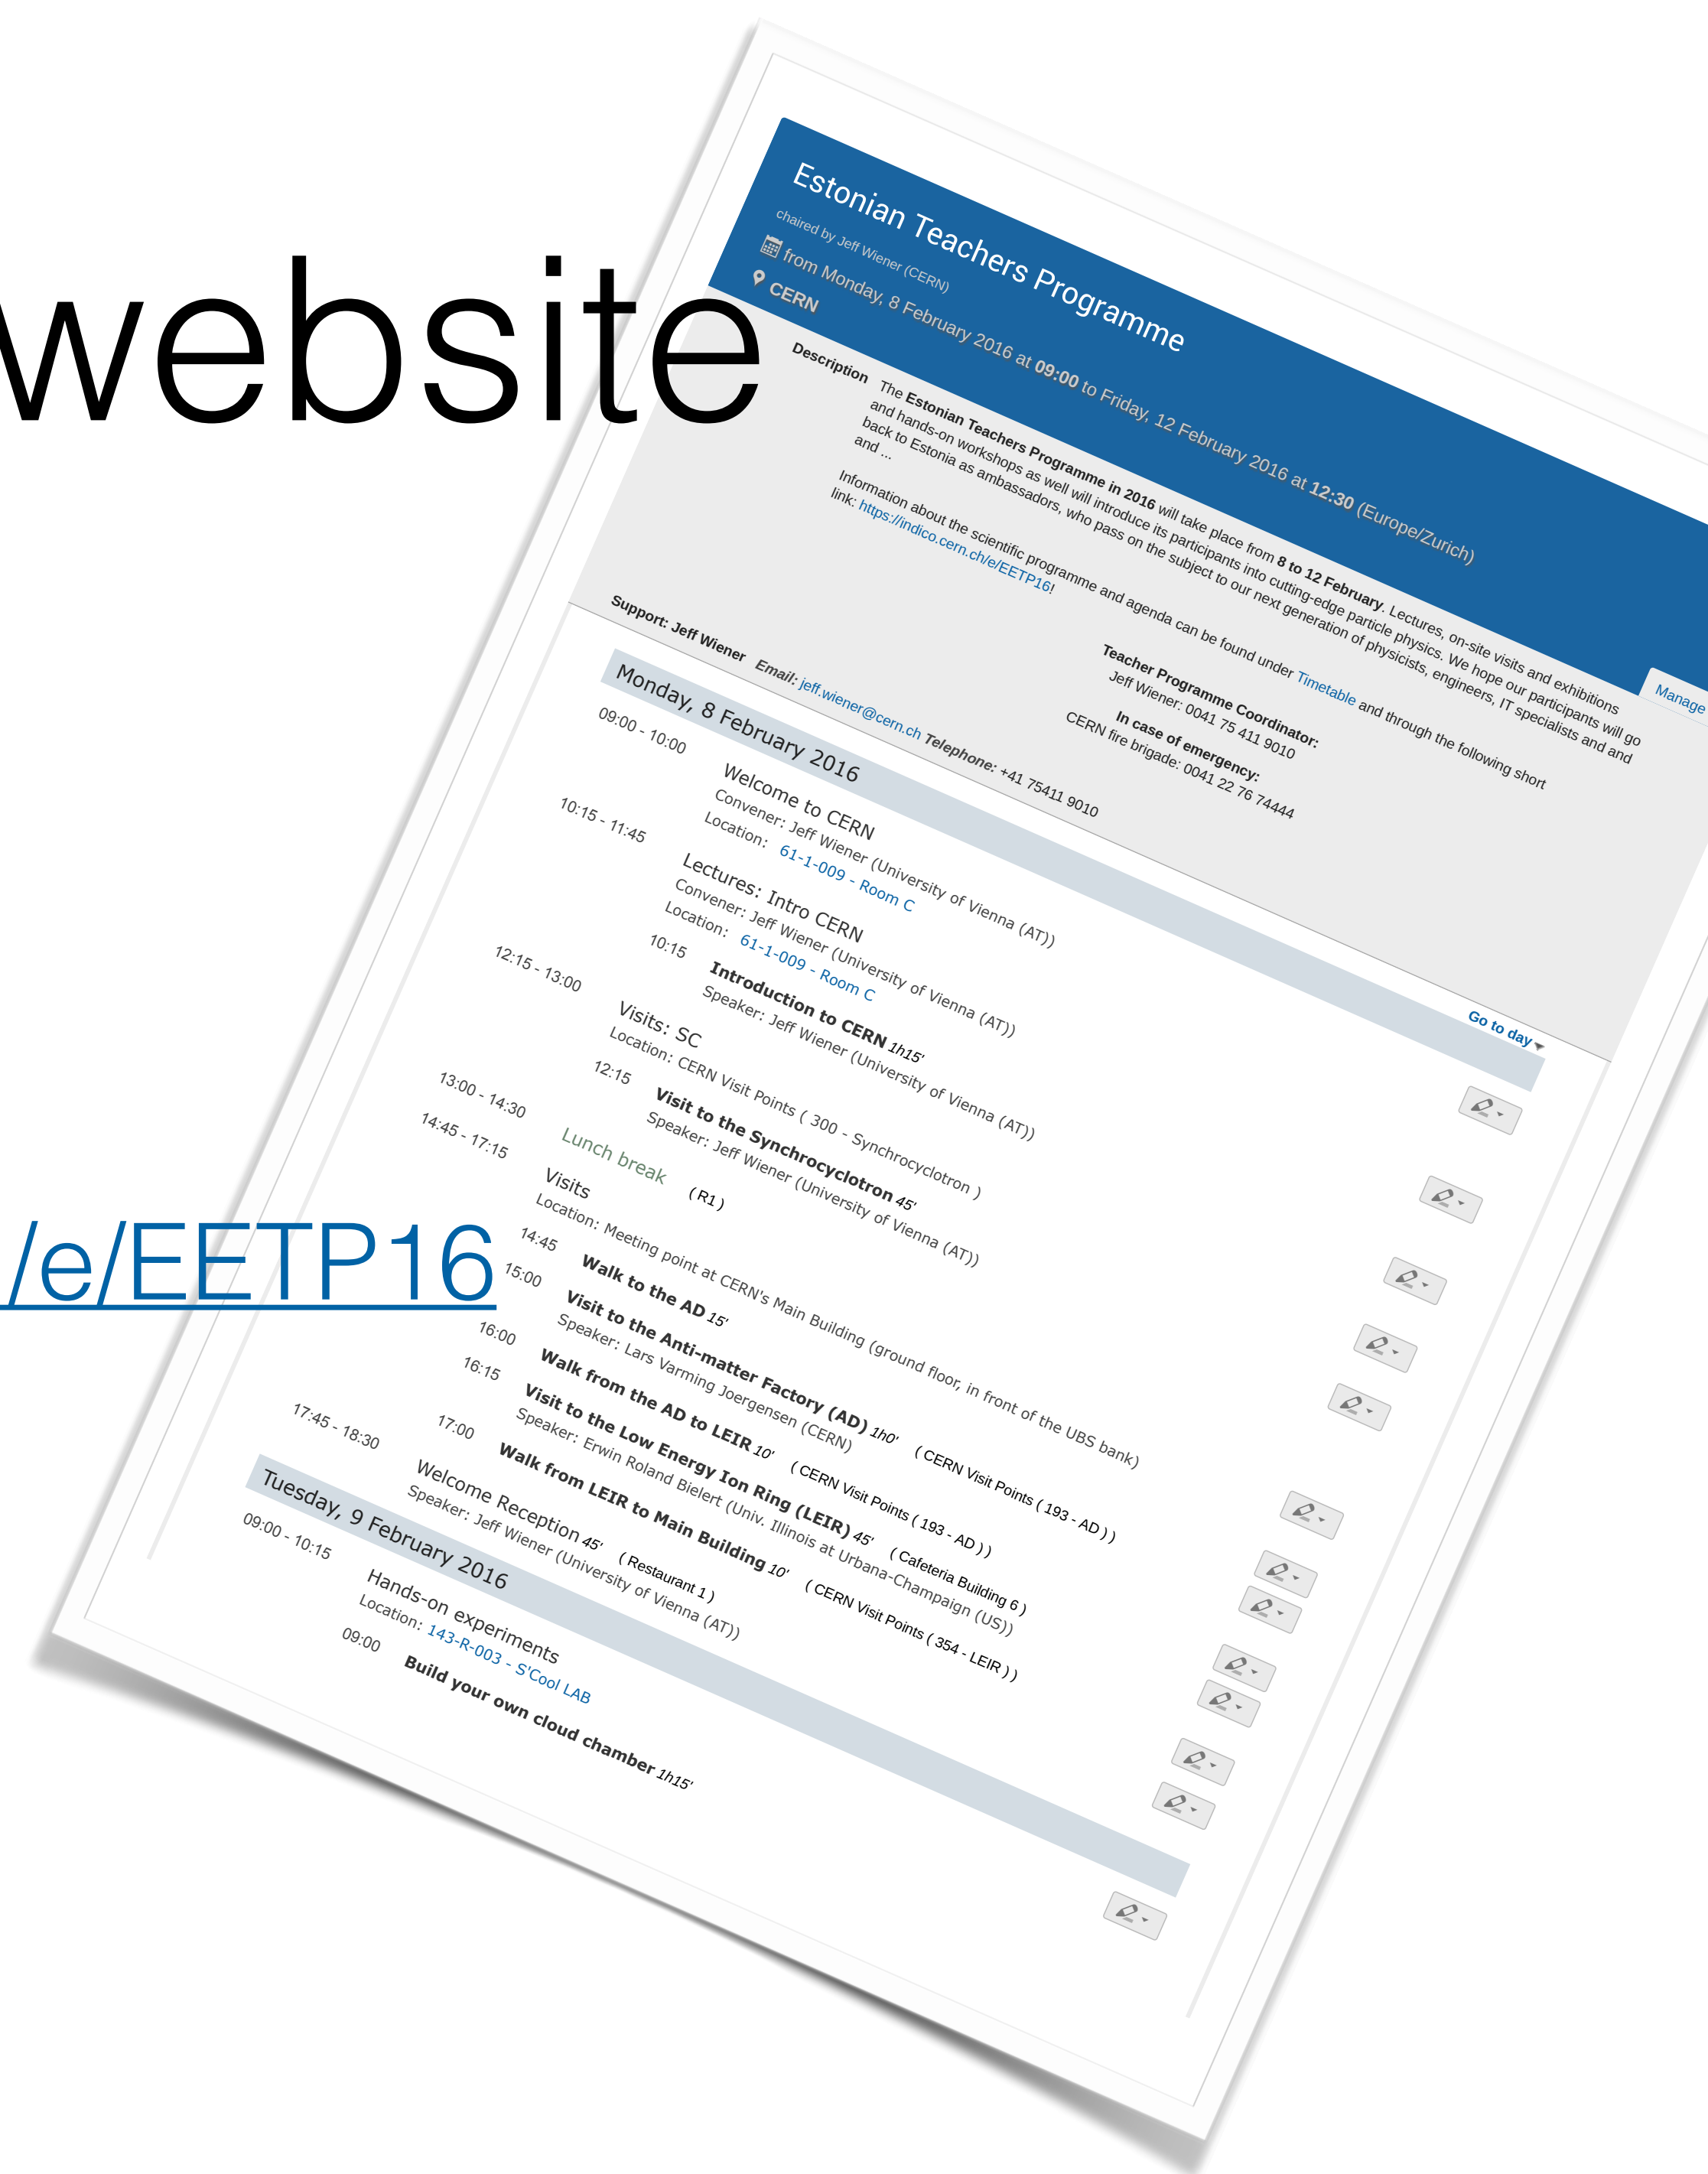 website
/e/EETP16
Estonian Teachers Programme
chaired by Jeff Wiener (CERN)
from Monday, 8 February 2016 at 09:00 to Friday, 12 February 2016 at 12:30 (Europe/Zurich)
CERN
Manage
Description The Estonian Teachers Programme in 2016 will take place from 8 to 12 February. Lectures, on-site visits and exhibitions
and hands-on workshops as well will introduce its participants into cutting-edge particle physics. We hope our participants will go
back to Estonia as ambassadors, who pass on the subject to our next generation of physicists, engineers, IT specialists and and
and ...
Information about the scientific programme and agenda can be found under Timetable and through the following short
link: https://indico.cern.ch/e/EETP16!
Teacher Programme Coordinator:
Jeff Wiener: 0041 75 411 9010
In case of emergency:
CERN fire brigade: 0041 22 76 74444
Support: Jeff Wiener Email: jeff.wiener@cern.ch Telephone: +41 75411 9010
Go to day
Monday, 8 February 2016
09:00 - 10:00 Welcome to CERN
Convener: Jeff Wiener (University of Vienna (AT))
Location: 61-1-009 - Room C
10:15 - 11:45 Lectures: Intro CERN
Convener: Jeff Wiener (University of Vienna (AT))
Location: 61-1-009 - Room C
10:15 Introduction to CERN 1h15'
Speaker: Jeff Wiener (University of Vienna (AT))
12:15 - 13:00 Visits: SC
Location: CERN Visit Points ( 300 - Synchrocyclotron )
12:15 Visit to the Synchrocyclotron 45'
Speaker: Jeff Wiener (University of Vienna (AT))
13:00 - 14:30 Lunch break ( R1 )
14:45 - 17:15 Visits
Location: Meeting point at CERN's Main Building (ground floor, in front of the UBS bank)
14:45 Walk to the AD 15'
15:00 Visit to the Anti-matter Factory (AD) 1h0' ( CERN Visit Points ( 193 - AD ) )
Speaker: Lars Varming Joergensen (CERN)
16:00 Walk from the AD to LEIR 10' ( CERN Visit Points ( 193 - AD ) )
16:15 Visit to the Low Energy Ion Ring (LEIR) 45' ( Cafeteria Building 6 )
Speaker: Erwin Roland Bielert (Univ. Illinois at Urbana-Champaign (US))
17:00 Walk from LEIR to Main Building 10' ( CERN Visit Points ( 354 - LEIR ) )
17:45 - 18:30 Welcome Reception 45' ( Restaurant 1 )
Speaker: Jeff Wiener (University of Vienna (AT))
Tuesday, 9 February 2016
09:00 - 10:15 Hands-on experiments
Location: 143-R-003 - S'Cool LAB
09:00 Build your own cloud chamber 1h15'